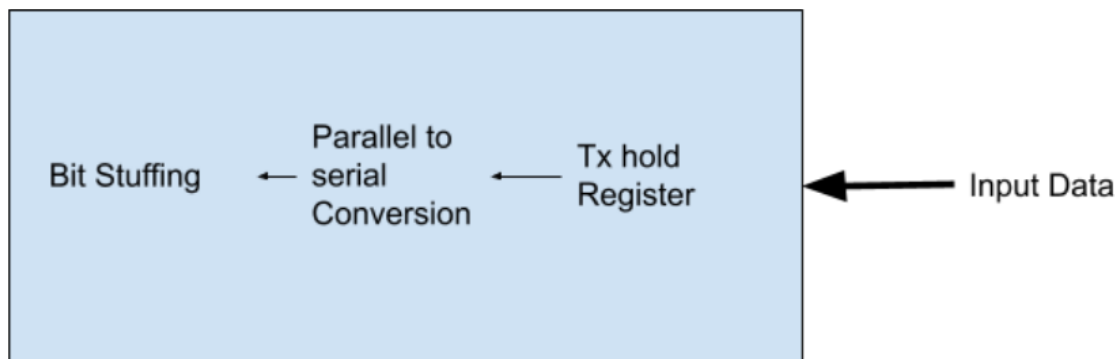 Bit Stuffing
Parallel to
serial
Conversion
Tx hold
Register
Input Data